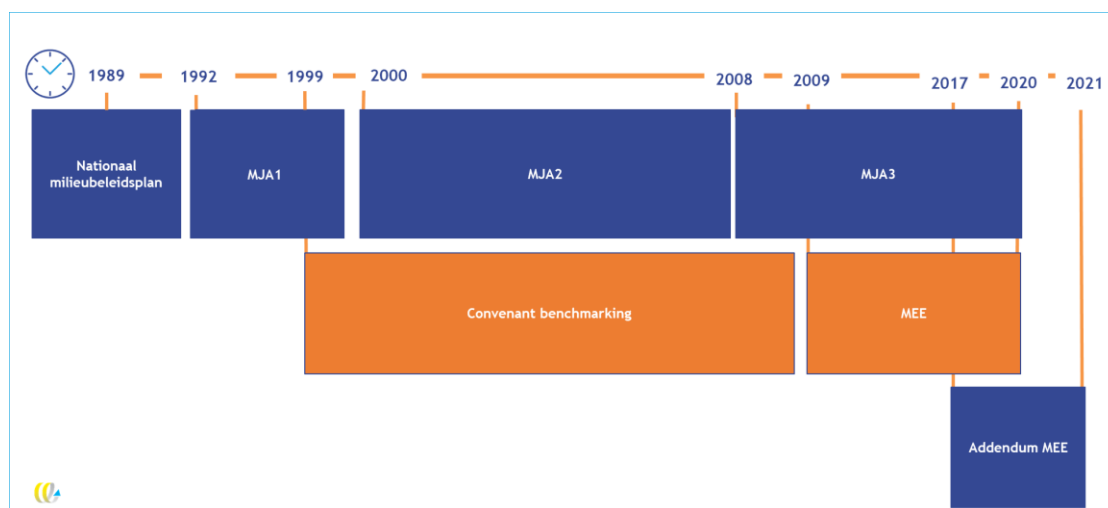 1989
1992
1999
2000
2008
2009
2017
2020
2021
Nationaal
milieubeleidsplan
MJA1
MJA2
MJA3
Convenant benchmarking
MEE
Addendum MEE